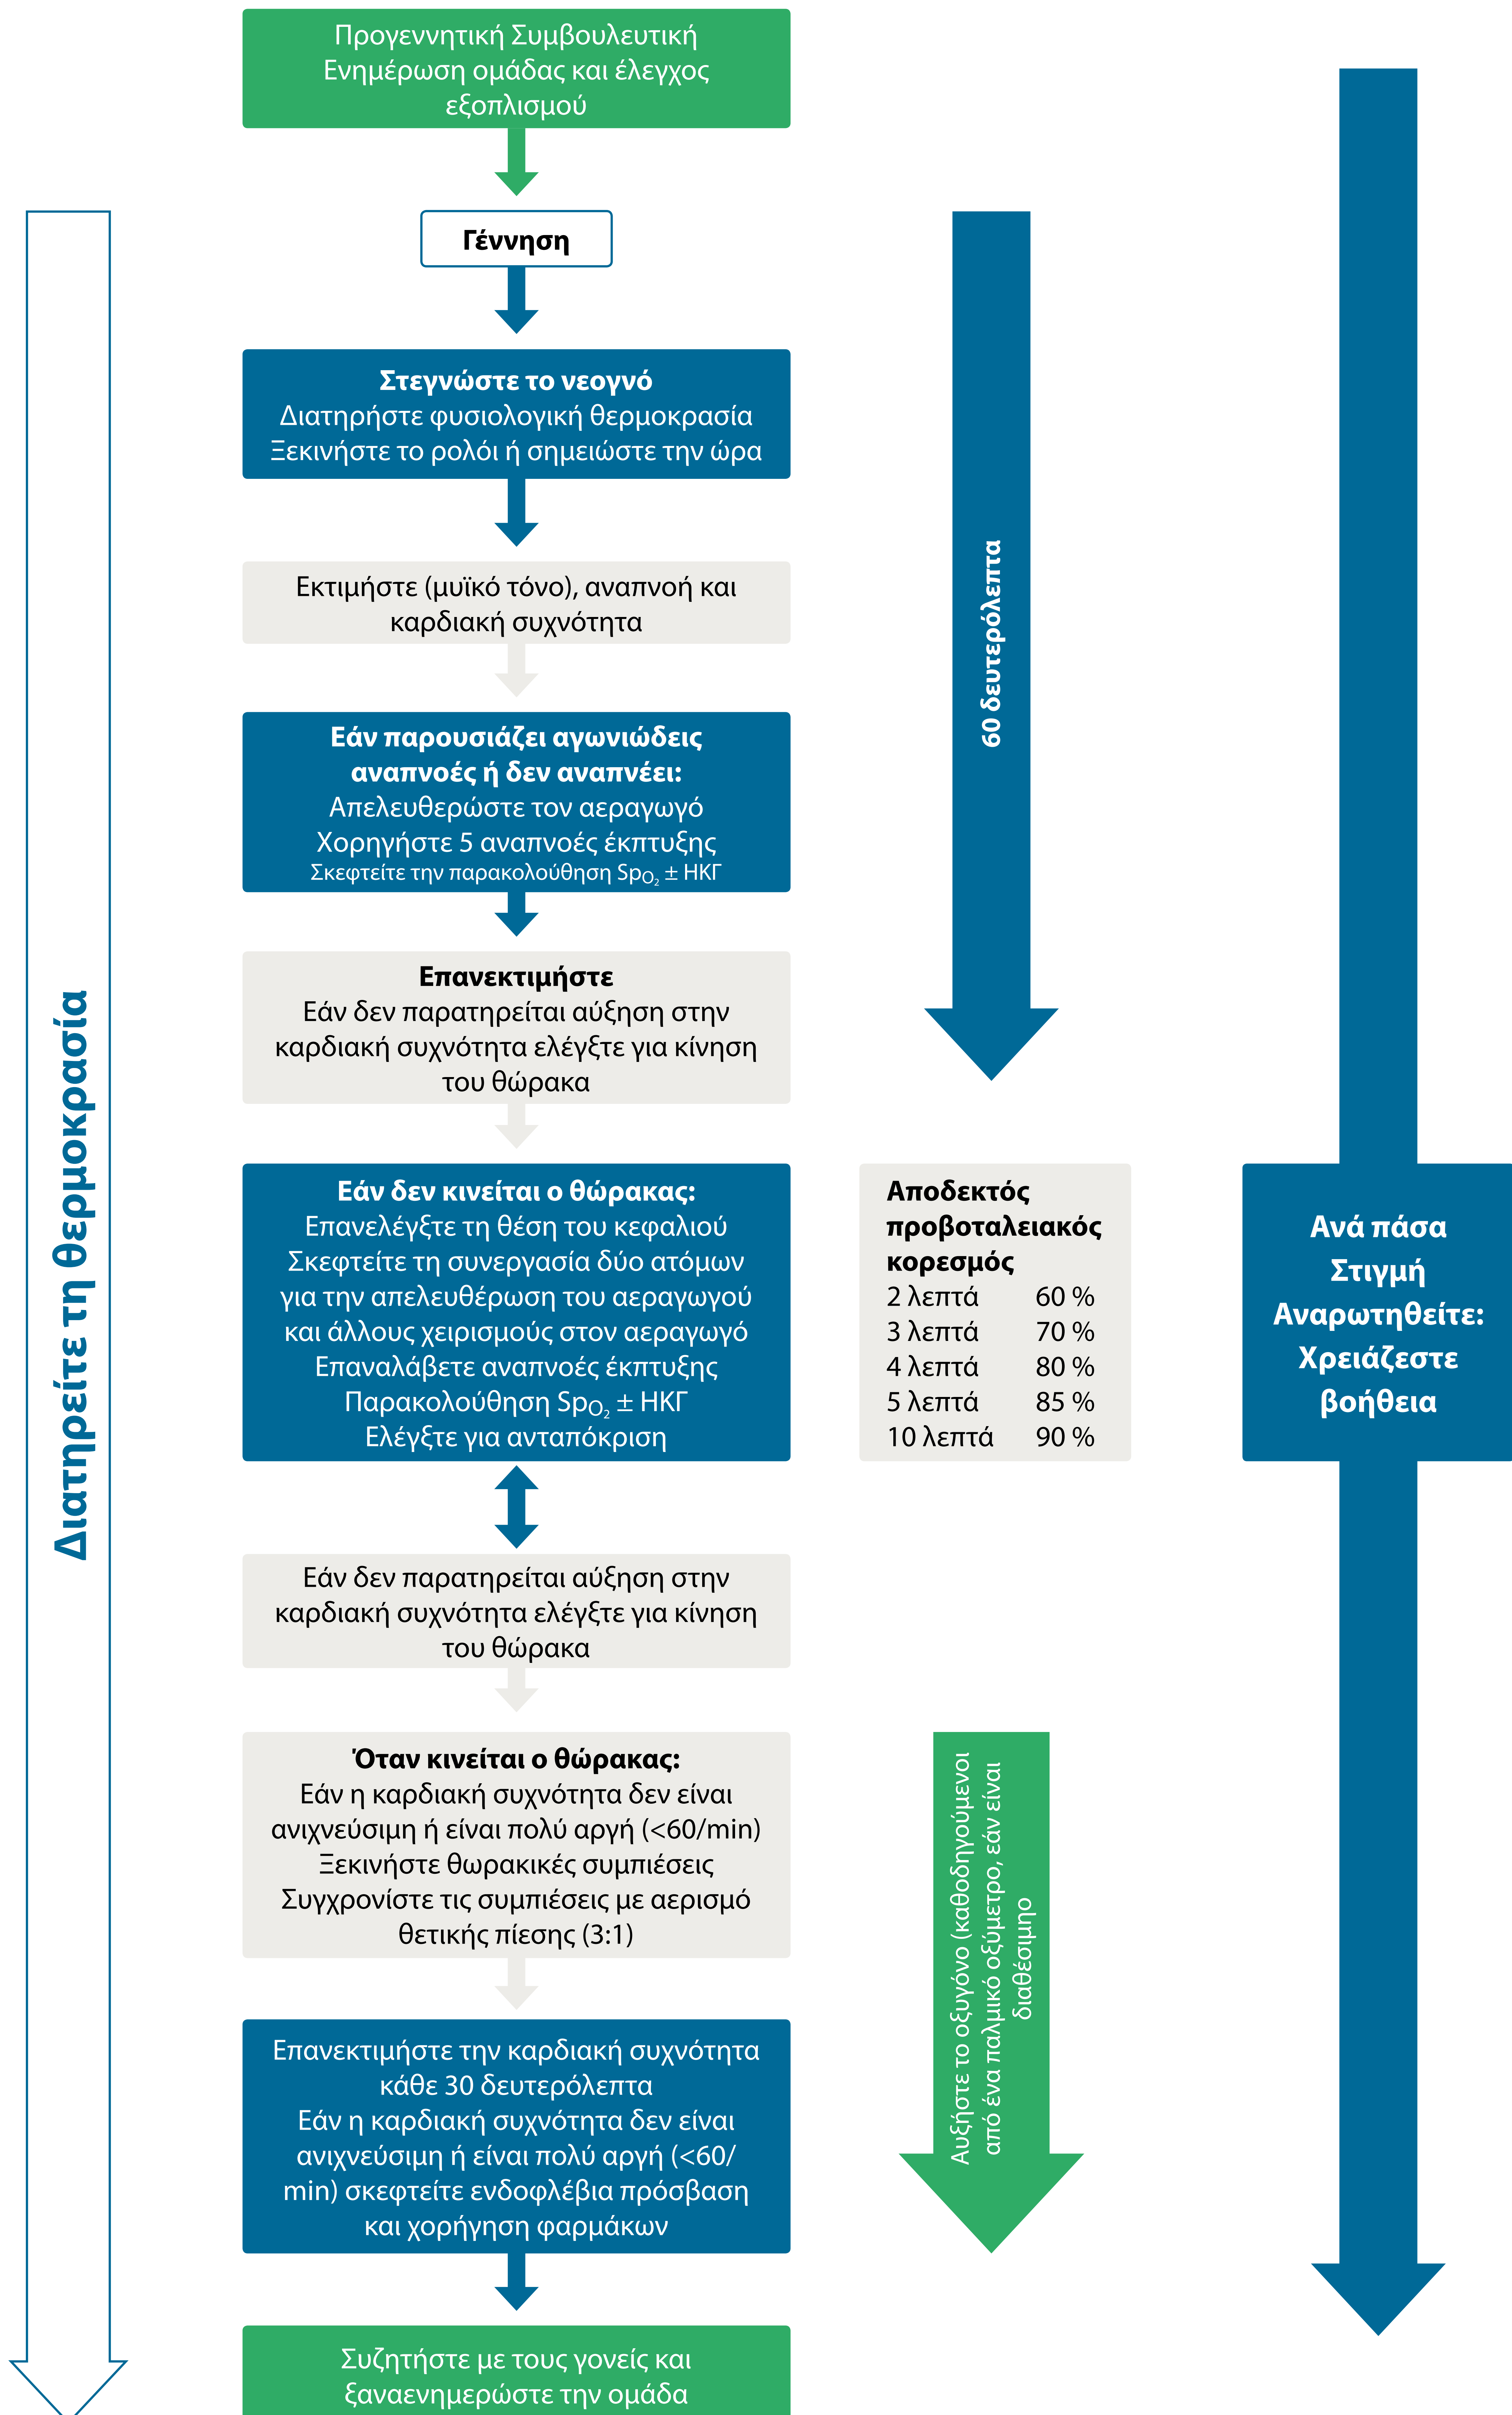 Προγεννητική Συμβουλευτική
Ενημέρωση ομάδας και έλεγχος
εξοπλισμού
Γέννηση
Στεγνώστε το νεογνό
Διατηρήστε φυσιολογική θερμοκρασία
Ξεκινήστε το ρολόι ή σημειώστε την ώρα
Εκτιμήστε (μυϊκό τόνο), αναπνοή και
καρδιακή συχνότητα
Εάν παρουσιάζει αγωνιώδεις
αναπνοές ή δεν αναπνέει:
Απελευθερώστε τον αεραγωγό
Χορηγήστε 5 αναπνοές έκπτυξης
Σκεφτείτε την παρακολούθηση SpO₂ ± ΗΚΓ
Επανεκτιμήστε
Εάν δεν παρατηρείται αύξηση στην
καρδιακή συχνότητα ελέγξτε για κίνηση
του θώρακα
Εάν δεν κινείται ο θώρακας:
Επανελέγξτε τη θέση του κεφαλιού
Σκεφτείτε τη συνεργασία δύο ατόμων
για την απελευθέρωση του αεραγωγού
και άλλους χειρισμούς στον αεραγωγό
Επαναλάβετε αναπνοές έκπτυξης
Παρακολούθηση SpO₂ ± ΗΚΓ
Ελέγξτε για ανταπόκριση
Εάν δεν παρατηρείται αύξηση στην
καρδιακή συχνότητα ελέγξτε για κίνηση
του θώρακα
Όταν κινείται ο θώρακας:
Εάν η καρδιακή συχνότητα δεν είναι
ανιχνεύσιμη ή είναι πολύ αργή (<60/min)
Ξεκινήστε θωρακικές συμπιέσεις
Συγχρονίστε τις συμπιέσεις με αερισμό
θετικής πίεσης (3:1)
Επανεκτιμήστε την καρδιακή συχνότητα
κάθε 30 δευτερόλεπτα
Εάν η καρδιακή συχνότητα δεν είναι
ανιχνεύσιμη ή είναι πολύ αργή (<60/
min) σκεφτείτε ενδοφλέβια πρόσβαση
και χορήγηση φαρμάκων
Συζητήστε με τους γονείς και
ξαναενημερώστε την ομάδα
Διατηρείτε τη θερμοκρασία
60 δευτερόλεπτα
Αποδεκτός
προβοταλειακός
κορεσμός
2 λεπτά 60 %
3 λεπτά 70 %
4 λεπτά 80 %
5 λεπτά 85 %
10 λεπτά 90 %
Αυξήστε το οξυγόνο (καθοδηγούμενοι
από ένα παλμικό οξύμετρο, εάν είναι
διαθέσιμηο
Ανά πάσα
Στιγμή
Αναρωτηθείτε:
Χρειάζεστε
βοήθεια